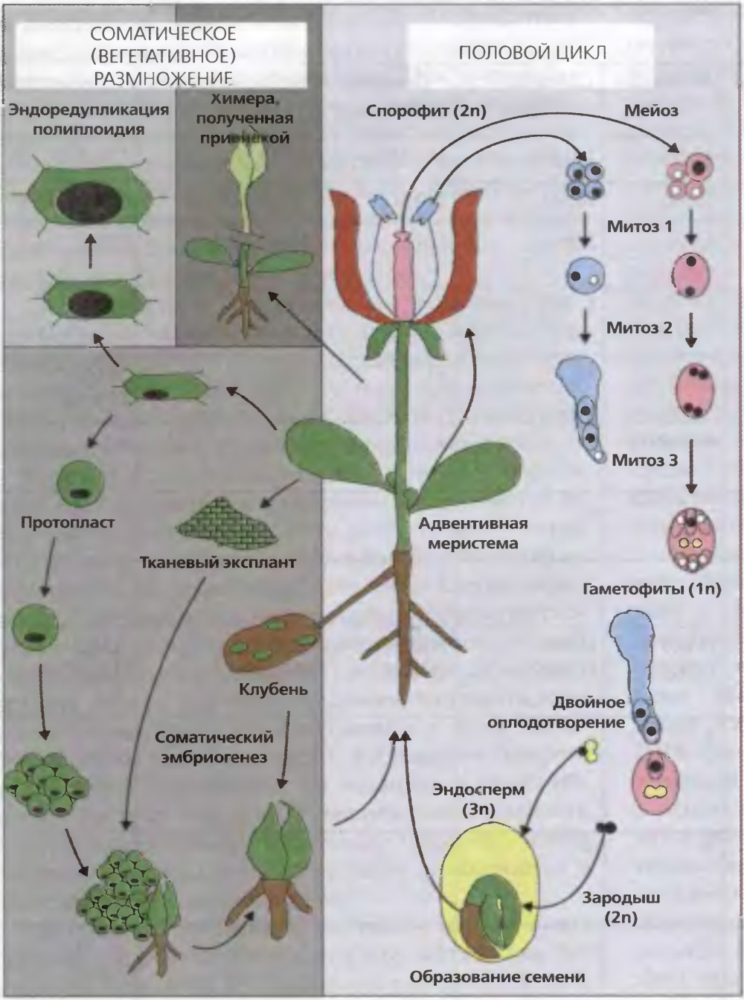 СОМАТИЧЕСКОЕ
(ВЕГЕТАТИВНОЕ)
РАЗМНОЖЕНИЕ
ПОЛОВОЙ ЦИКЛ
Эндоредупликация
полиплоидия
Химера,
полученная
прививкой
Спорофит (2n)
Мейоз
Митоз 1
Митоз 2
Митоз 3
Протопласт
Тканевый эксплант
Адвентивная
меристема
Гаметофиты (1n)
Клубень
Двойное
оплодотворение
Соматический
эмбриогенез
Эндосперм
(3n)
Зародыш
(2n)
Образование семени